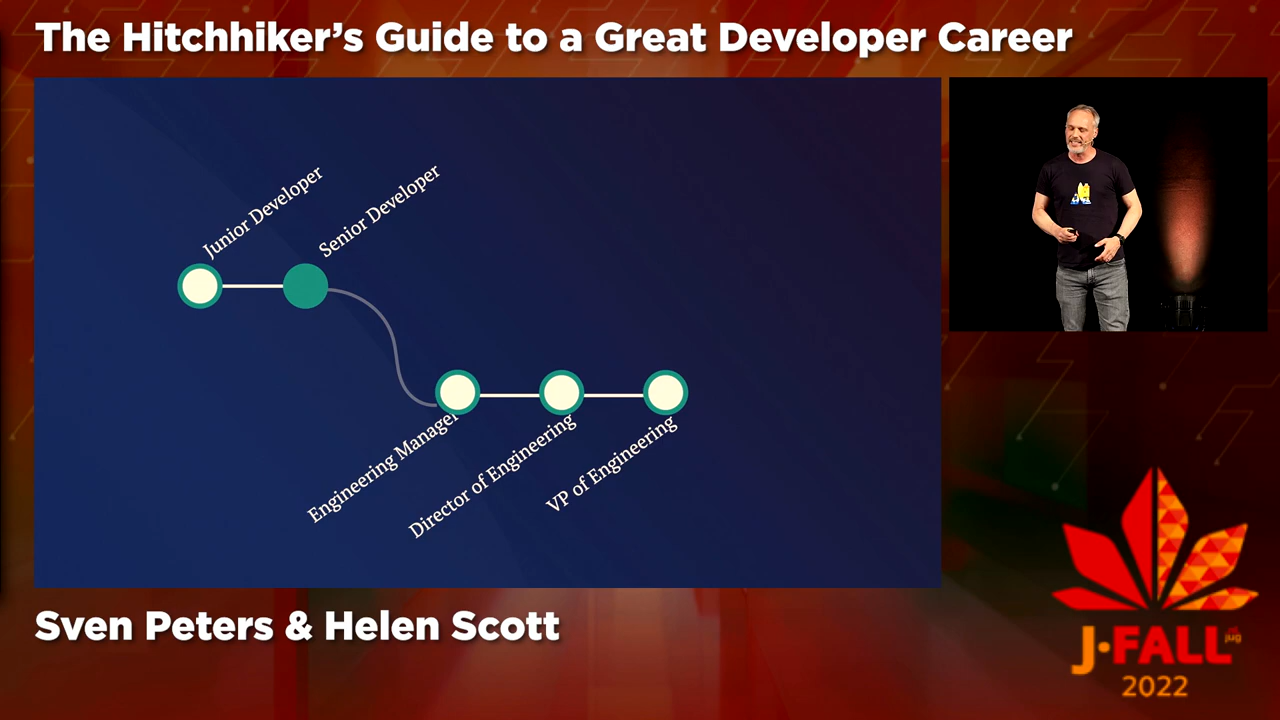 The Hitchhiker's Guide to a Great Developer Career
Junior Developer
Senior Developer
Engineering Manager
Director of Engineering
VP of Engineering
Sven Peters & Helen Scott
J•FALL
jug
2022